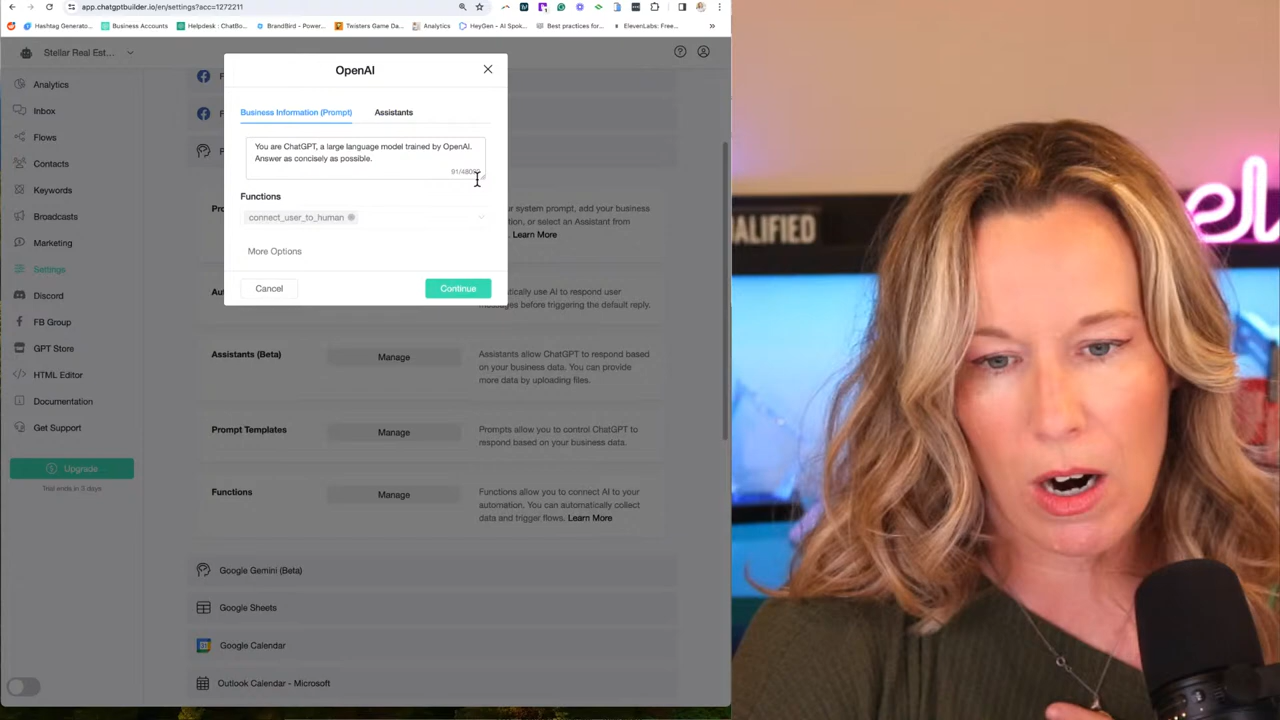 app.chatgptbuilder.io/en/settings?acc=1272211
Hashtag Generato...
Business Accounts
Helpdesk : ChatBo...
BrandBird - Power...
Twisters Game Da...
Analytics
HeyGen - AI Spok...
Best practices for...
ElevenLabs: Free...
Stellar Real Est...
Analytics
Inbox
Flows
Contacts
Keywords
Broadcasts
Marketing
Settings
Discord
FB Group
GPT Store
HTML Editor
Documentation
Get Support
Upgrade
Trial ends in 3 days
OpenAI
Business Information (Prompt)
Assistants
You are ChatGPT, a large language model trained by OpenAI.
Answer as concisely as possible.
Functions
connect_user_to_human
More Options
Cancel
Continue
system prompt, add your business
or select an Assistant from
Learn More
use AI to respond user
before triggering the default reply.
Assistants (Beta)
Manage
Assistants allow ChatGPT to respond based
on your business data. You can provide
more data by uploading files.
Prompt Templates
Manage
Prompts allow you to control ChatGPT to
respond based on your business data.
Functions
Manage
Functions allow you to connect AI to your
automation. You can automatically collect
data and trigger flows. Learn More
Google Gemini (Beta)
Google Sheets
Google Calendar
Outlook Calendar - Microsoft